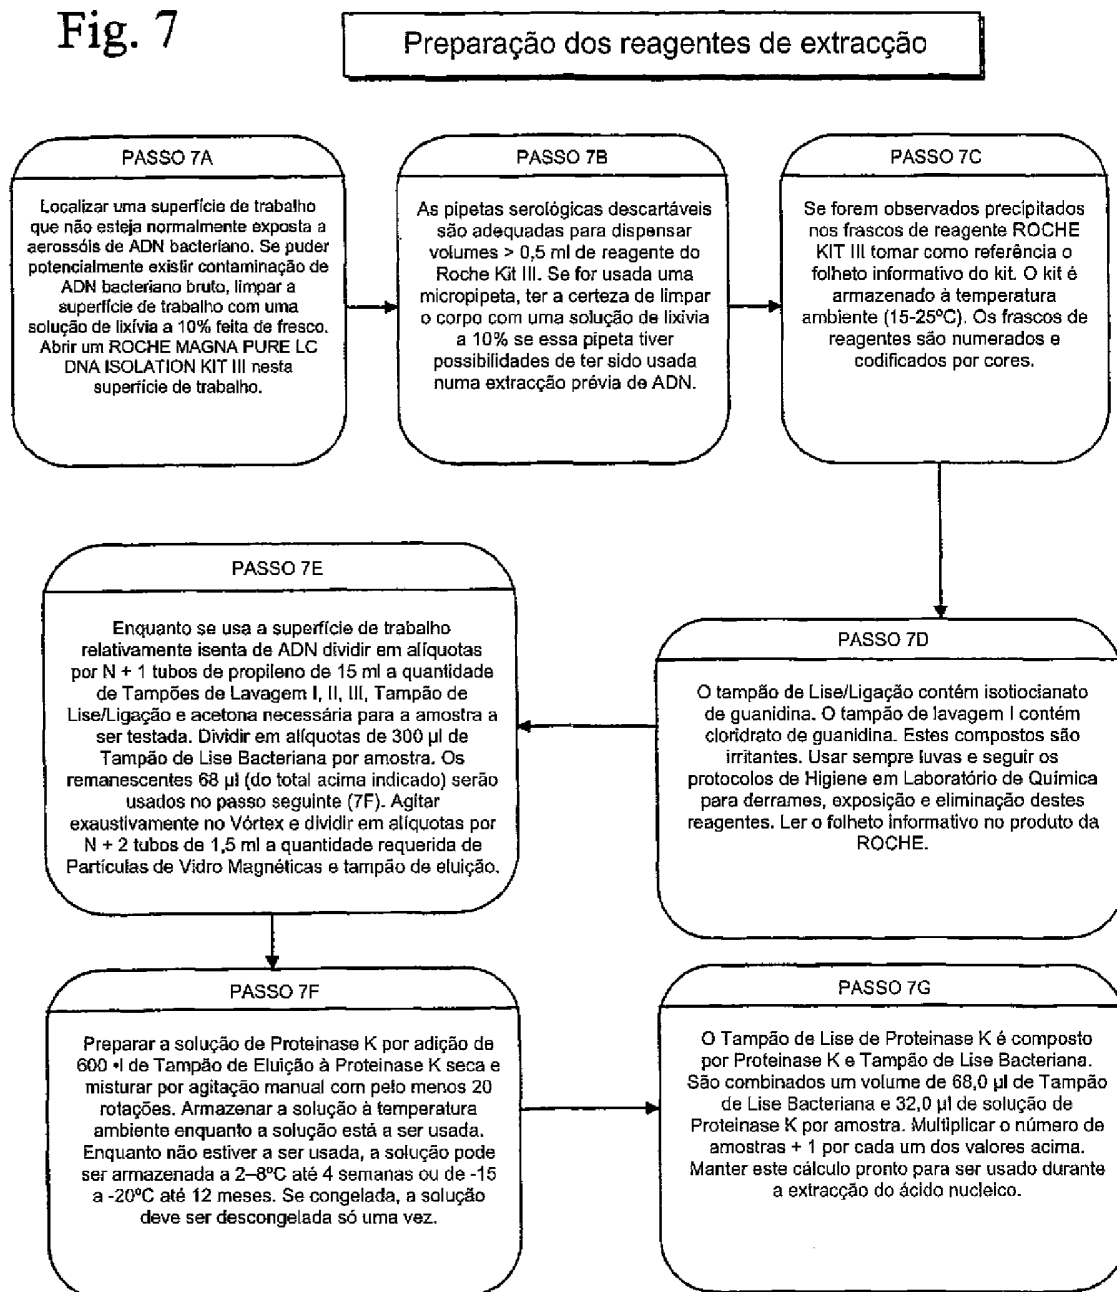 Fig. 7
Preparação dos reagentes de extracção
PASSO 7A
Localizar uma superfície de trabalho
que não esteja normalmente exposta a
aerossóis de ADN bacteriano. Se puder
potencialmente existir contaminação de
ADN bacteriano bruto, limpar a
superfície de trabalho com uma
solução de lixívia a 10% feita de fresco.
Abrir um ROCHE MAGNA PURE LC
DNA ISOLATION KIT III nesta
superfície de trabalho.
PASSO 7B
As pipetas serológicas descartáveis
são adequadas para dispensar
volumes > 0,5 ml de reagente do
Roche Kit III. Se for usada uma
micropipeta, ter a certeza de limpar
o corpo com uma solução de lixívia
a 10% se essa pipeta tiver
possibilidades de ter sido usada
numa extracção prévia de ADN.
PASSO 7C
Se forem observados precipitados
nos frascos de reagente ROCHE
KIT III tomar como referência o
folheto informativo do kit. O kit é
armazenado à temperatura
ambiente (15-25ºC). Os frascos de
reagentes são numerados e
codificados por cores.
PASSO 7D
O tampão de Lise/Ligação contém isotiocianato
de guanidina. O tampão de lavagem I contém
cloridrato de guanidina. Estes compostos são
irritantes. Usar sempre luvas e seguir os
protocolos de Higiene em Laboratório de Química
para derrames, exposição e eliminação destes
reagentes. Ler o folheto informativo no produto da
ROCHE.
PASSO 7E
Enquanto se usa a superfície de trabalho
relativamente isenta de ADN dividir em alíquotas
por N + 1 tubos de propileno de 15 ml a quantidade
de Tampões de Lavagem I, II, III, Tampão de
Lise/Ligação e acetona necessária para a amostra a
ser testada. Dividir em alíquotas de 300 µl de
Tampão de Lise Bacteriana por amostra. Os
remanescentes 68 µl (do total acima indicado) serão
usados no passo seguinte (7F). Agitar
exaustivamente no Vórtex e dividir em alíquotas por
N + 2 tubos de 1,5 ml a quantidade requerida de
Partículas de Vidro Magnéticas e tampão de eluição.
PASSO 7F
Preparar a solução de Proteinase K por adição de
600 •l de Tampão de Eluição à Proteinase K seca e
misturar por agitação manual com pelo menos 20
rotações. Armazenar a solução à temperatura
ambiente enquanto a solução está a ser usada.
Enquanto não estiver a ser usada, a solução pode
ser armazenada a 2–8ºC até 4 semanas ou de -15
a -20ºC até 12 meses. Se congelada, a solução
deve ser descongelada só uma vez.
PASSO 7G
O Tampão de Lise de Proteinase K é composto
por Proteinase K e Tampão de Lise Bacteriana.
São combinados um volume de 68,0 µl de Tampão
de Lise Bacteriana e 32,0 µl de solução de
Proteinase K por amostra. Multiplicar o número de
amostras + 1 por cada um dos valores acima.
Manter este cálculo pronto para ser usado durante
a extracção do ácido nucleico.